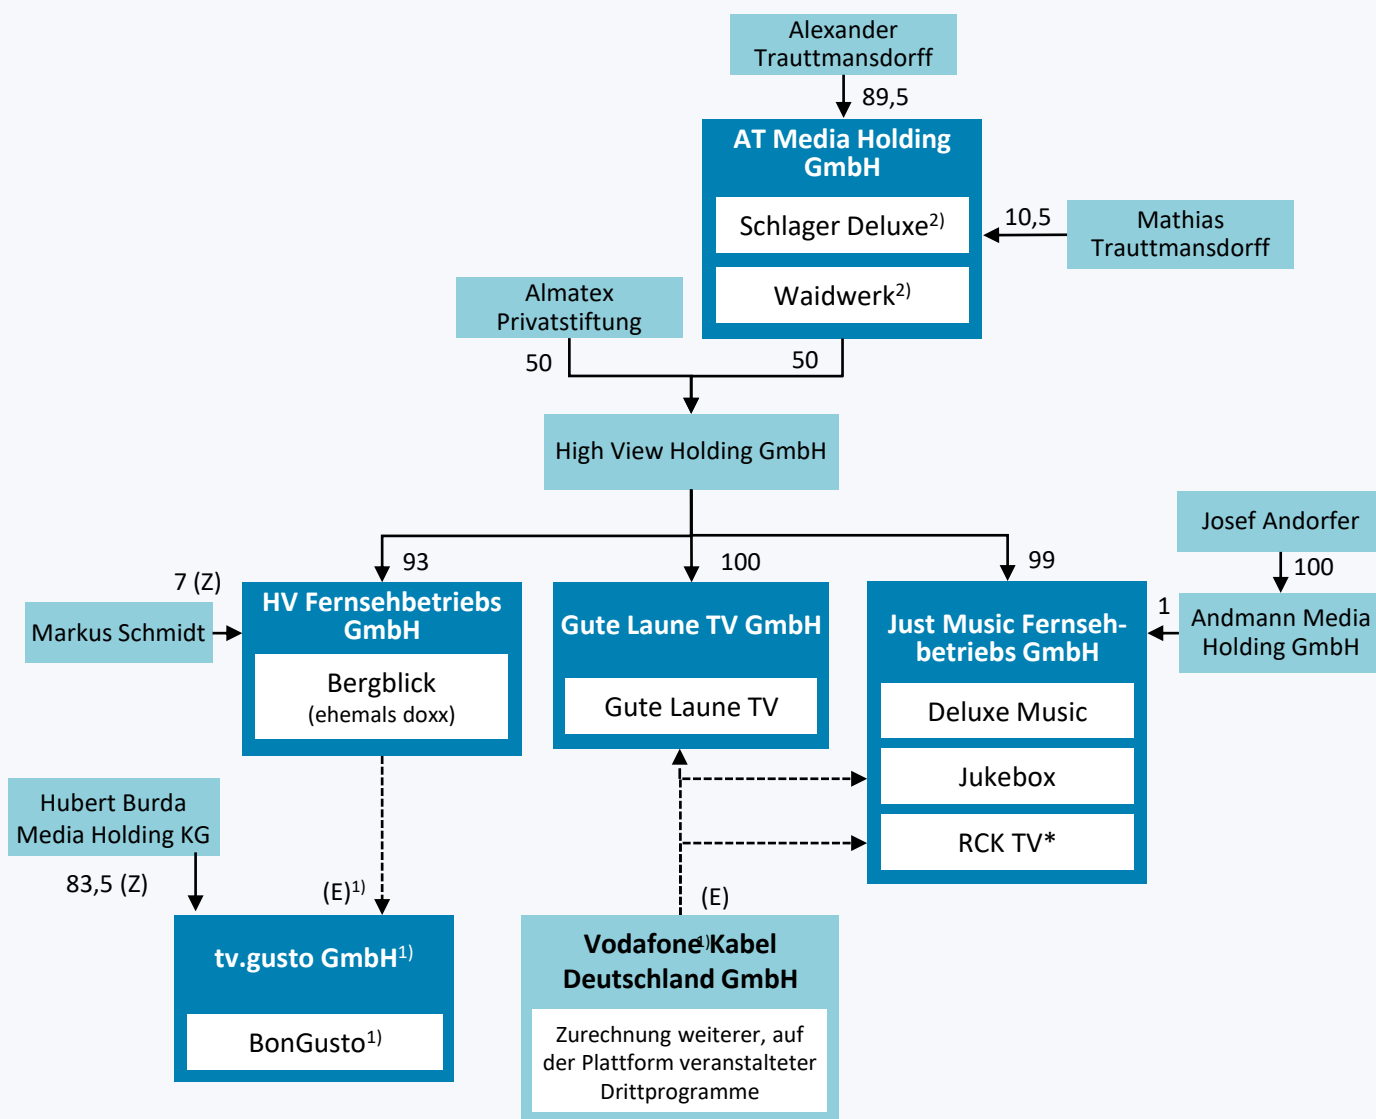 Alexander
Trauttmansdorff
89,5
AT Media Holding
GmbH
Schlager Deluxe2)
10,5
Mathias
Trauttmansdorff
Waidwerk2)
Almatex
Privatstiftung
50
50
High View Holding GmbH
Josef Andorfer
100
93
100
99
7 (Z)
Markus Schmidt
HV Fernsehbetriebs
GmbH
Bergblick
(ehemals doxx)
Gute Laune TV GmbH
Gute Laune TV
Just Music Fernseh-
betriebs GmbH
Deluxe Music
Jukebox
RCK TV*
1
Andmann Media
Holding GmbH
Hubert Burda
Media Holding KG
83,5 (Z)
(E)1)
(E)
tv.gusto GmbH1)
BonGusto1)
Vodafone Kabel
1)
Deutschland GmbH
Zurechnung weiterer, auf
der Plattform veranstalteter
Drittprogramme